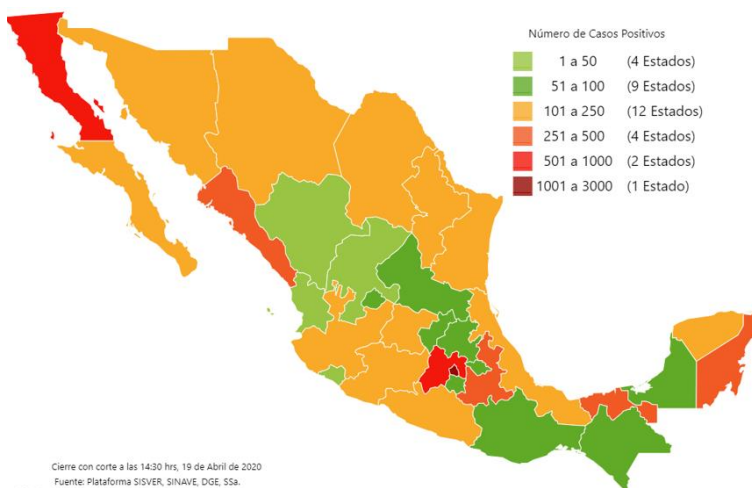 Número de Casos Positivos
1 a 50 (4 Estados)
51 a 100 (9 Estados)
101 a 250 (12 Estados)
251 a 500 (4 Estados)
501 a 1000 (2 Estados)
1001 a 3000 (1 Estado)
Cierre con corte a las 14:30 hrs, 19 de Abril de 2020
Fuente: Plataforma SISVER, SINAVE, DGE, SSa.